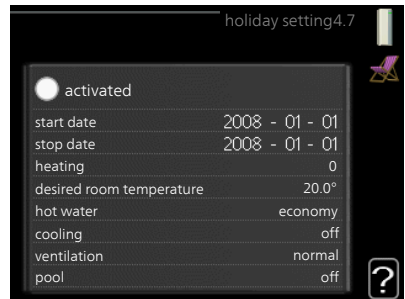 holiday setting4.7
activated
start date 2008 - 01 - 01
stop date 2008 - 01 - 01
heating 0
desired room temperature 20.0°
hot water economy
cooling off
ventilation normal
pool off
?